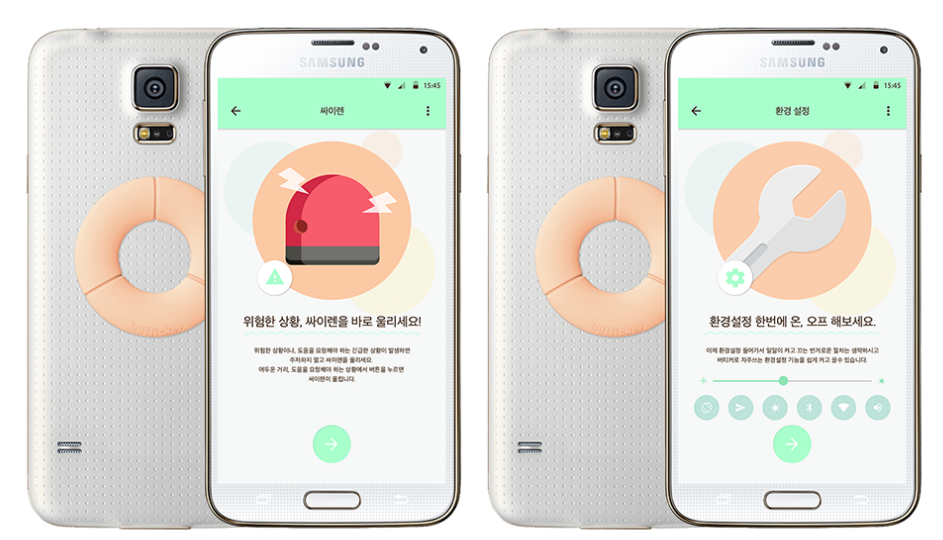 SAMSUNG
15:45
싸이렌
위험한 상황, 싸이렌을 바로 울리세요!
위험한 상황이나, 도움을 요청해야 하는 긴급한 상황이 발생하면
주저하지 말고 싸이렌을 울리세요.
어두운 거리, 도움을 요청해야 하는 상황에서 버튼을 누르면
싸이렌이 울립니다.
SAMSUNG
15:45
환경 설정
환경설정 한번에 온, 오프 해보세요.
이제 환경설정 들어가서 일일이 켜고 끄는 번거로운 절차는 생략하시고
버티키로 자주쓰는 환경설정 기능을 쉽게 켜고 끌수 있습니다.